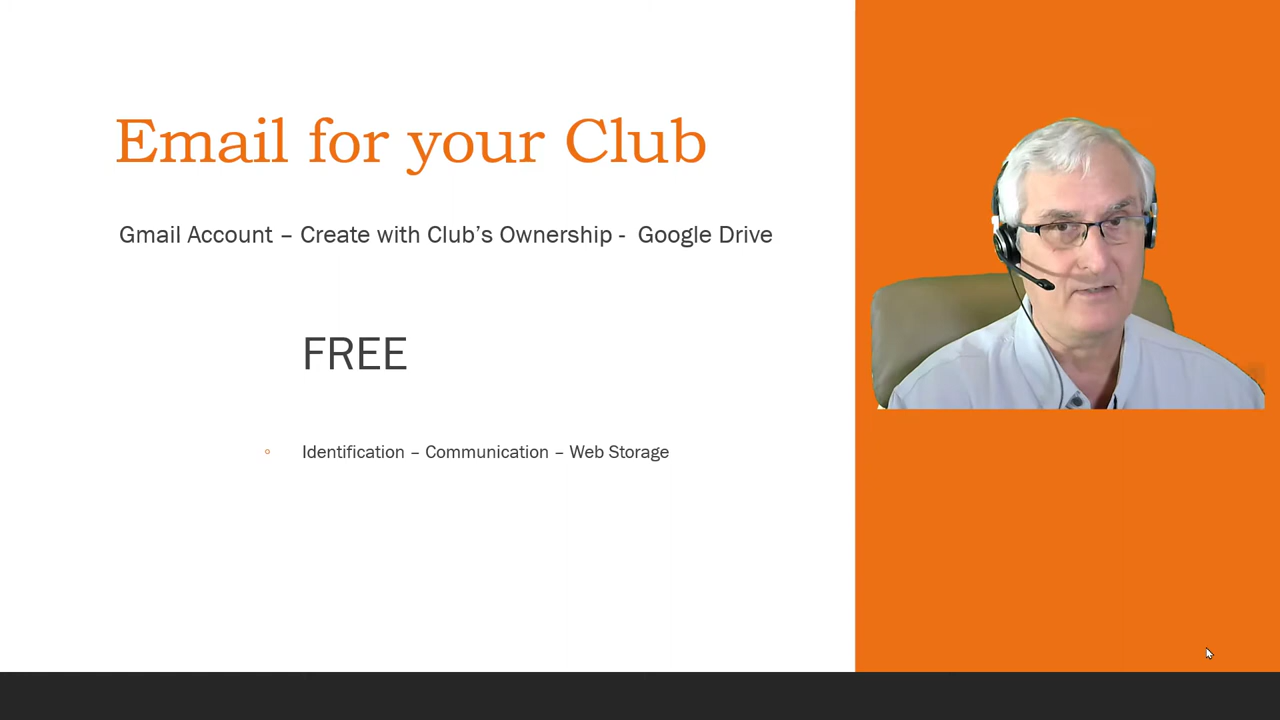 Email for your Club
Gmail Account – Create with Club’s Ownership -  Google Drive
FREE
Identification – Communication – Web Storage